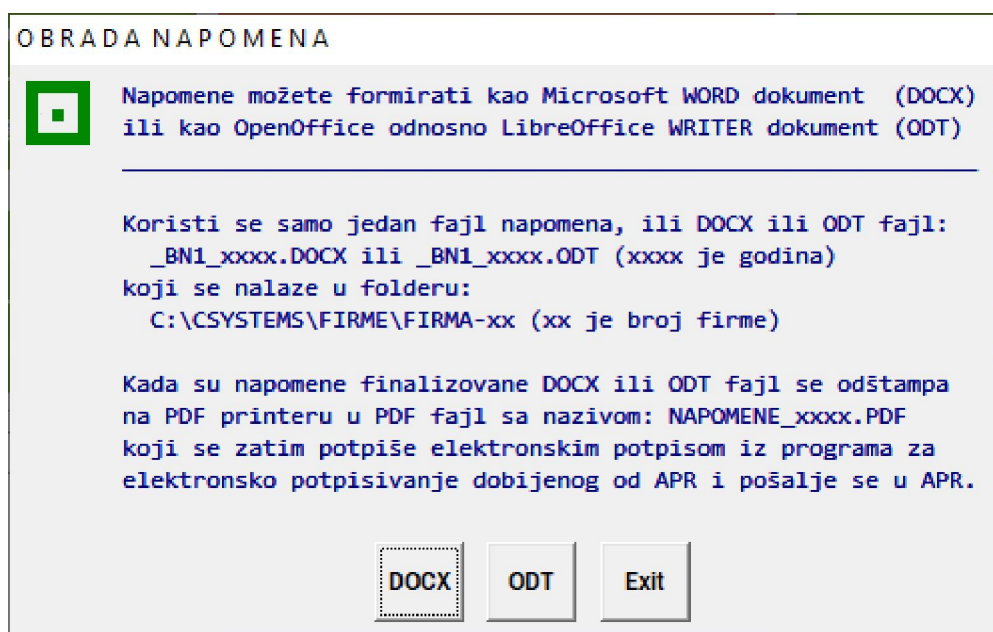 OBRADA NAPOMENA
Napomene možete formirati kao Microsoft WORD dokument (DOCX)
ili kao OpenOffice odnosno LibreOffice WRITER dokument (ODT)
Koristi se samo jedan fajl napomena, ili DOCX ili ODT fajl:
_BN1_xxxx.DOCX ili _BN1_xxxx.ODT (xxxx je godina)
koji se nalaze u folderu:
C:\CSYSTEMS\FIRME\FIRMA-xx (xx je broj firme)
Kada su napomene finalizovane DOCX ili ODT fajl se odštampa
na PDF printeru u PDF fajl sa nazivom: NAPOMENE_xxxx.PDF
koji se zatim potpiše elektronskim potpisom iz programa za
elektronsko potpisivanje dobijenog od APR i pošalje se u APR.
DOCX ODT Exit